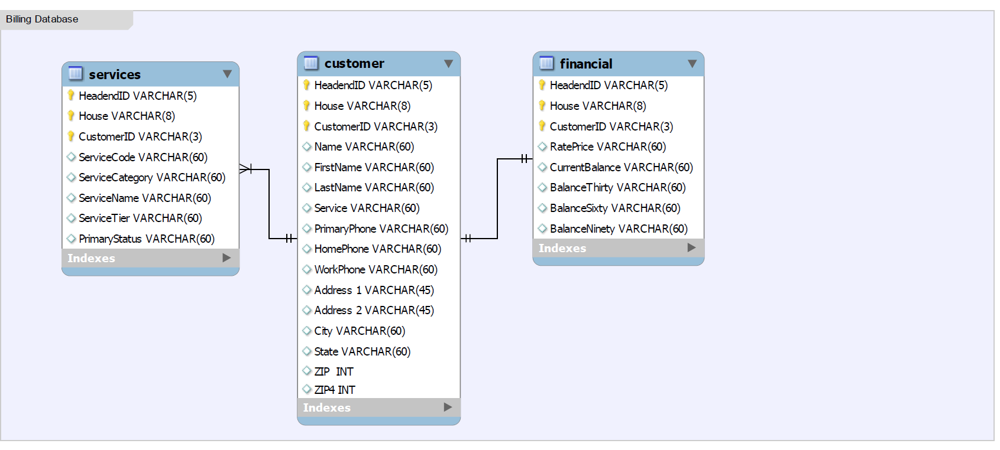 Billing Database
services
HeadendID VARCHAR(5)
House VARCHAR(8)
CustomerID VARCHAR(3)
ServiceCode VARCHAR(60)
ServiceCategory VARCHAR(60)
ServiceName VARCHAR(60)
ServiceTier VARCHAR(60)
PrimaryStatus VARCHAR(60)
Indexes
customer
HeadendID VARCHAR(5)
House VARCHAR(8)
CustomerID VARCHAR(3)
Name VARCHAR(60)
FirstName VARCHAR(60)
LastName VARCHAR(60)
Service VARCHAR(60)
PrimaryPhone VARCHAR(60)
HomePhone VARCHAR(60)
WorkPhone VARCHAR(60)
Address 1 VARCHAR(45)
Address 2 VARCHAR(45)
City VARCHAR(60)
State VARCHAR(60)
ZIP INT
ZIP4 INT
Indexes
financial
HeadendID VARCHAR(5)
House VARCHAR(8)
CustomerID VARCHAR(3)
RatePrice VARCHAR(60)
CurrentBalance VARCHAR(60)
BalanceThirty VARCHAR(60)
BalanceSixty VARCHAR(60)
BalanceNinety VARCHAR(60)
Indexes